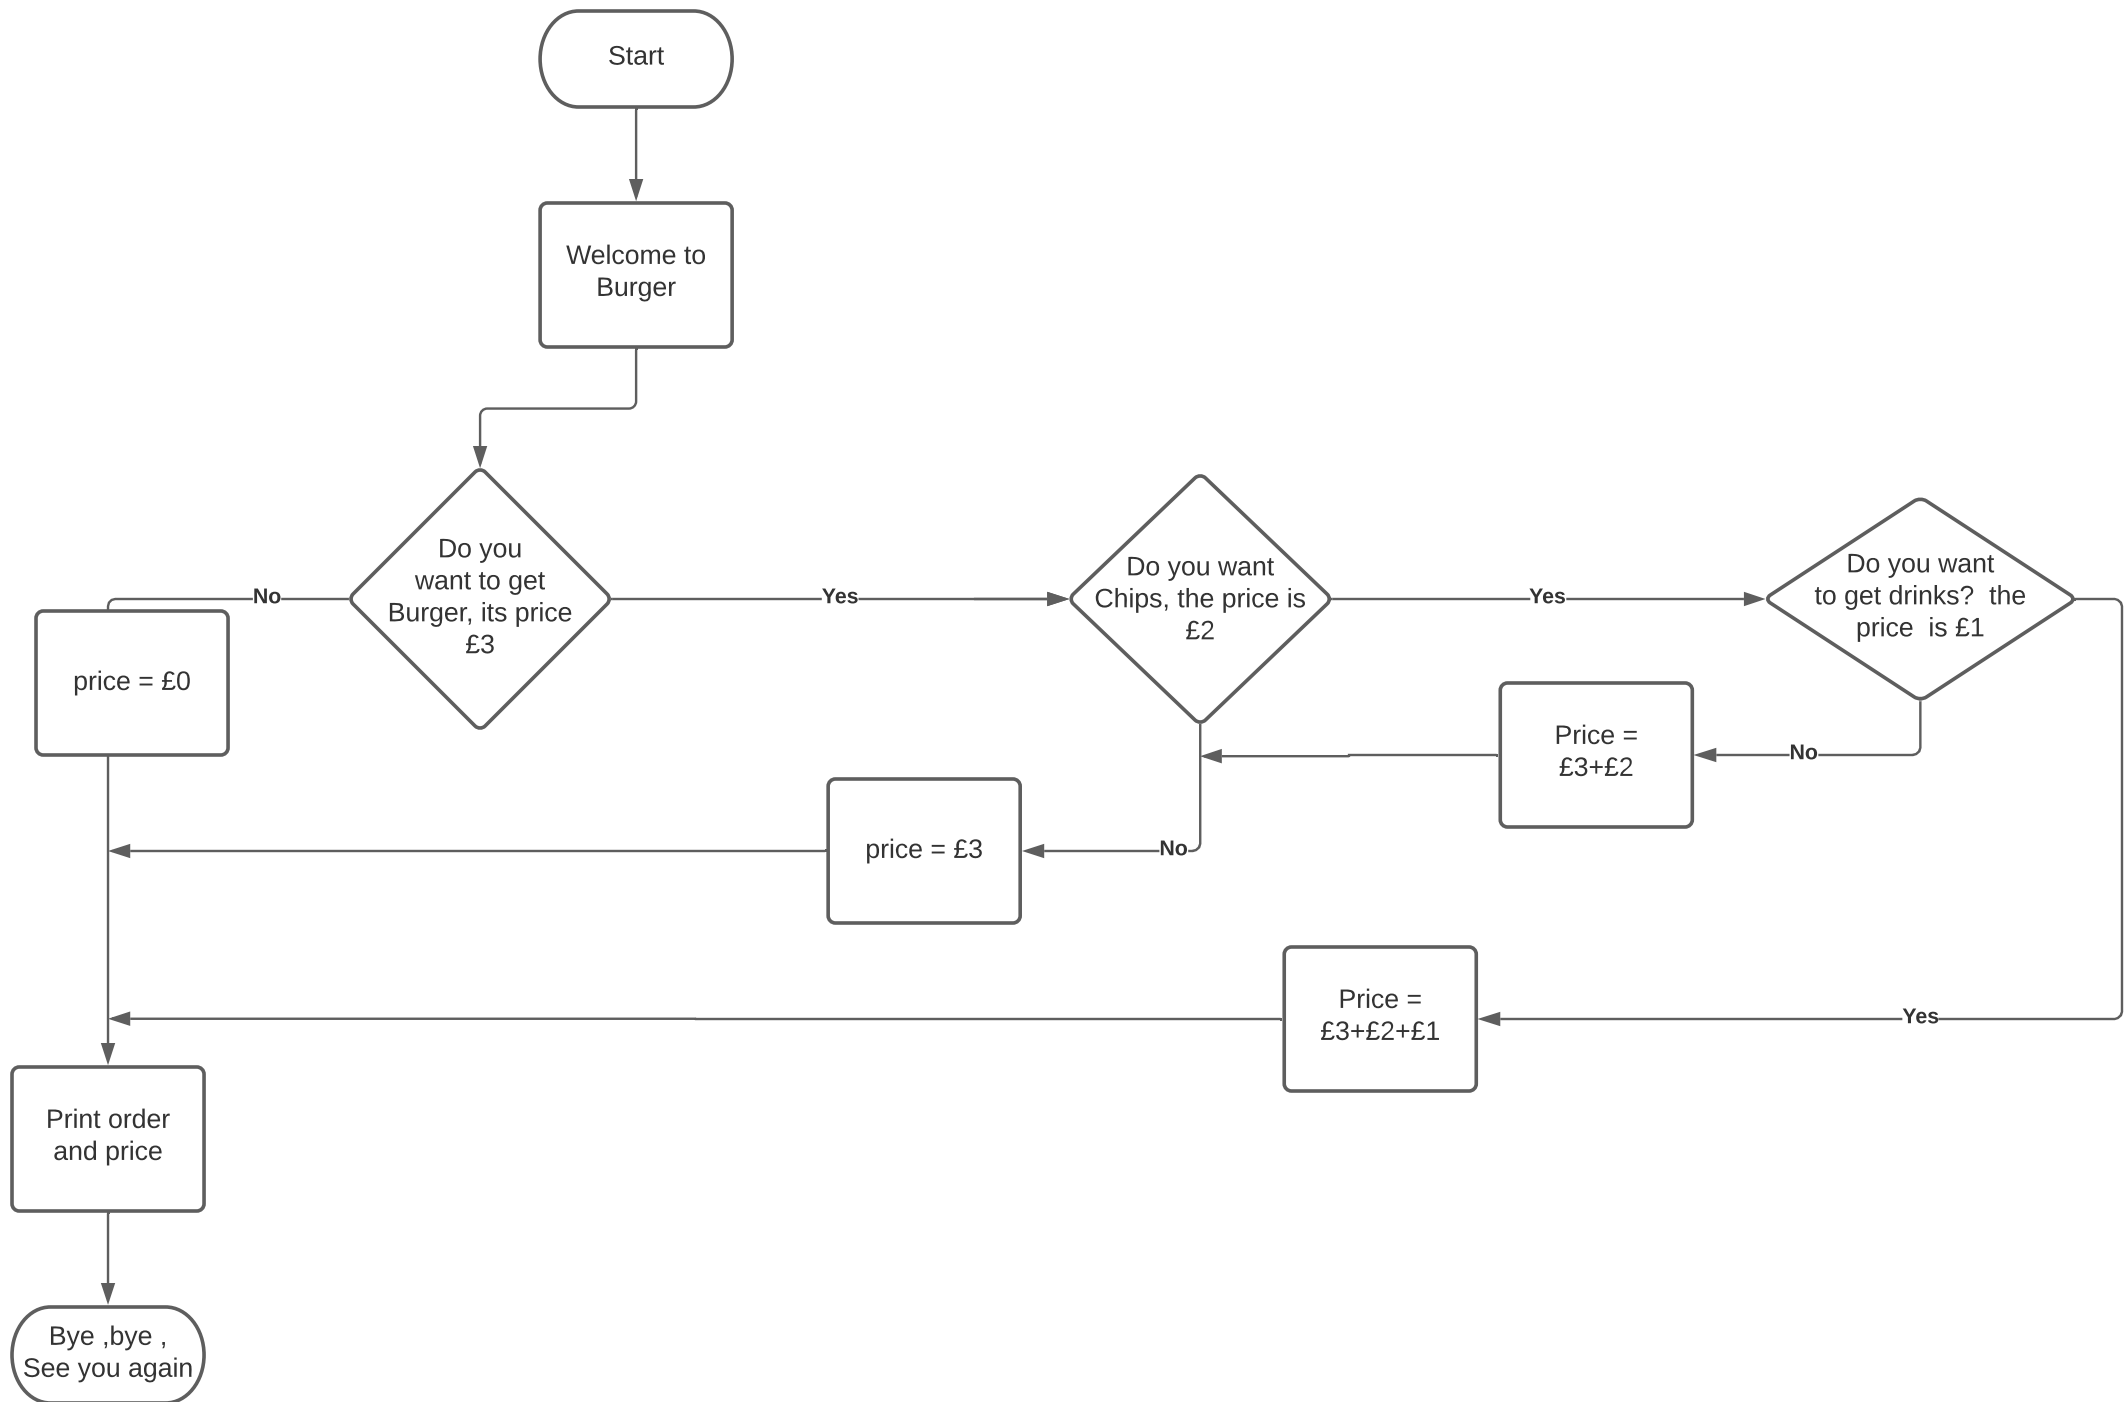 Start
Welcome to
Burger
Do you
want to get
Burger, its price
£3
No
Yes
Do you want
Chips, the price is
£2
Yes
Do you want
to get drinks?  the
price  is £1
price = £0
Price =
£3+£2
No
price = £3
No
Price =
£3+£2+£1
Yes
Print order
and price
Bye ,bye ,
See you again